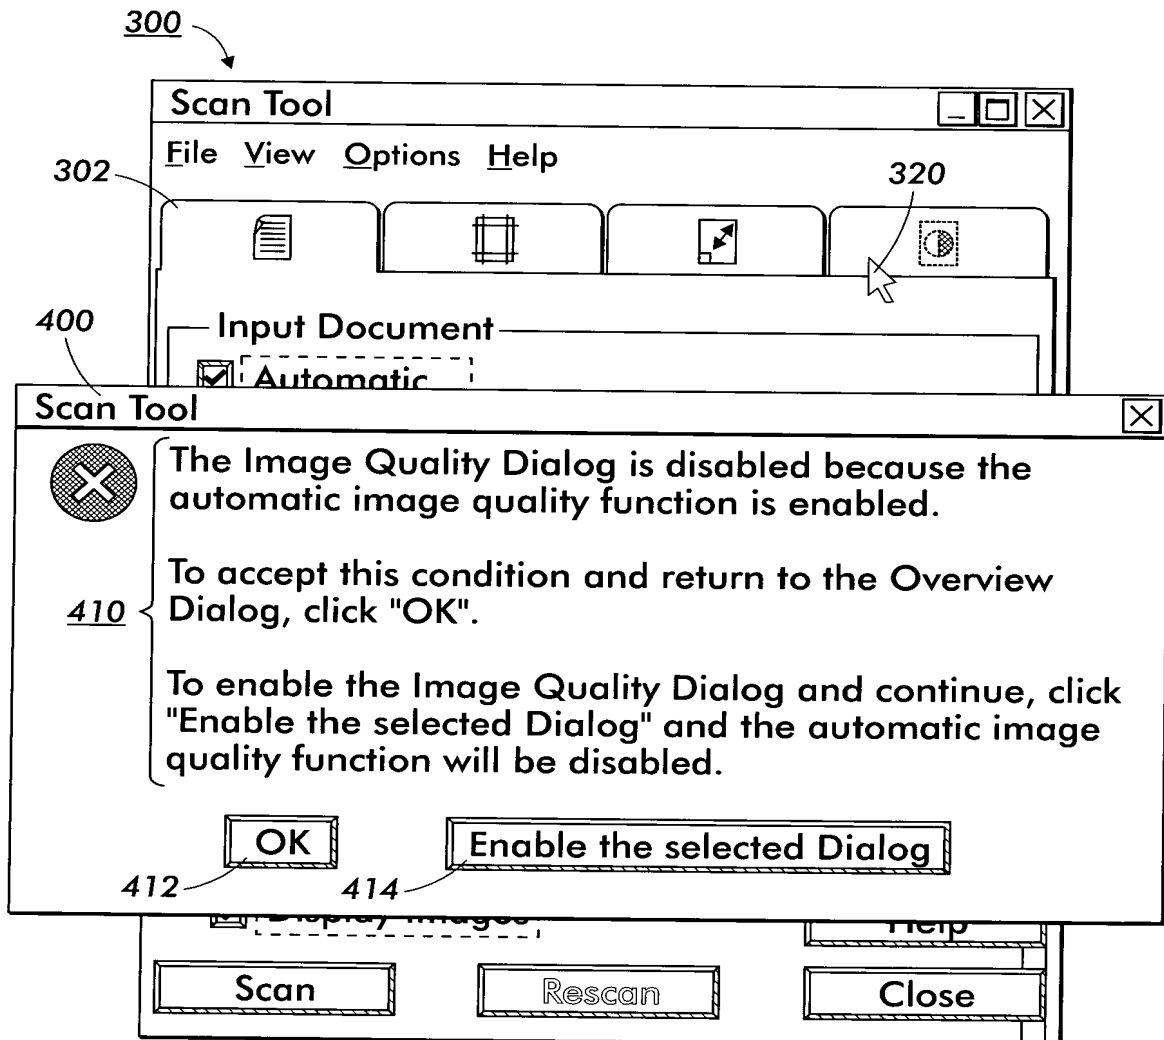 300
Scan Tool
File View Options Help
302
320
Input Document
400
Automatic
Scan Tool
The Image Quality Dialog is disabled because the
automatic image quality function is enabled.
To accept this condition and return to the Overview
Dialog, click "OK".
410
To enable the Image Quality Dialog and continue, click
"Enable the selected Dialog" and the automatic image
quality function will be disabled.
OK
Enable the selected Dialog
412
414
Display Images
Help
Scan
Rescan
Close